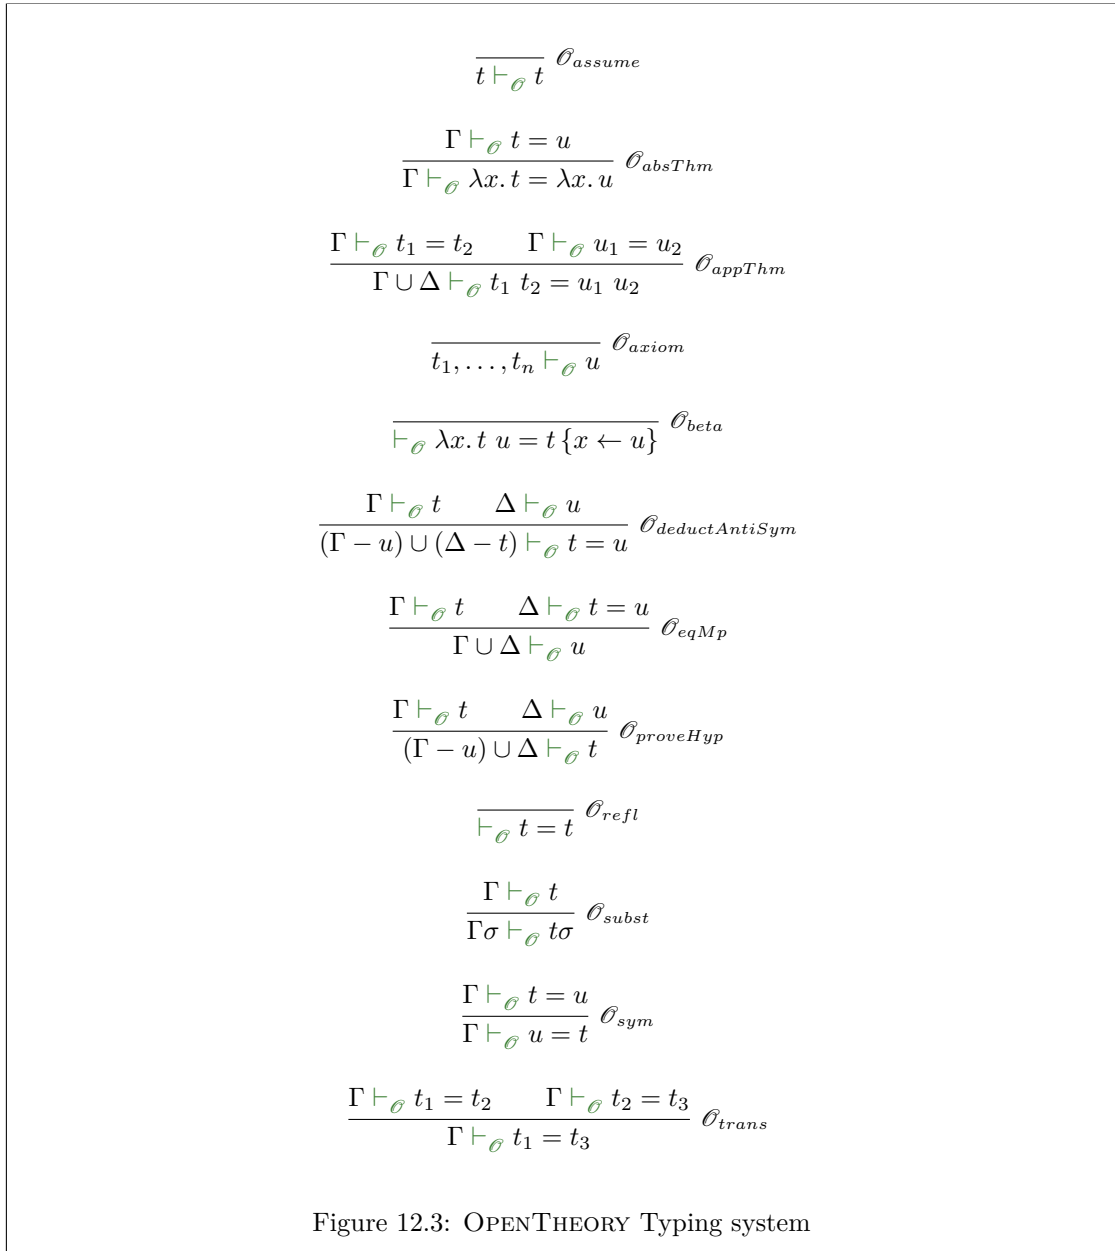 t ⊢𝒪 t 𝒪assume
Γ ⊢𝒪 t = u
Γ ⊢𝒪 λx. t = λx. u 𝒪absThm
Γ ⊢𝒪 t1 = t2 Γ ⊢𝒪 u1 = u2
Γ ∪ Δ ⊢𝒪 t1 t2 = u1 u2 𝒪appThm
t1, . . . , tn ⊢𝒪 u 𝒪axiom
⊢𝒪 λx. t u = t {x ← u} 𝒪beta
Γ ⊢𝒪 t Δ ⊢𝒪 u
(Γ − u) ∪ (Δ − t) ⊢𝒪 t = u 𝒪deductAntiSym
Γ ⊢𝒪 t Δ ⊢𝒪 t = u
Γ ∪ Δ ⊢𝒪 u 𝒪eqMp
Γ ⊢𝒪 t Δ ⊢𝒪 u
(Γ − u) ∪ Δ ⊢𝒪 t 𝒪proveHyp
⊢𝒪 t = t 𝒪refl
Γ ⊢𝒪 t
Γσ ⊢𝒪 tσ 𝒪subst
Γ ⊢𝒪 t = u
Γ ⊢𝒪 u = t 𝒪sym
Γ ⊢𝒪 t1 = t2 Γ ⊢𝒪 t2 = t3
Γ ⊢𝒪 t1 = t3 𝒪trans
Figure 12.3: OPENTHEORY Typing system